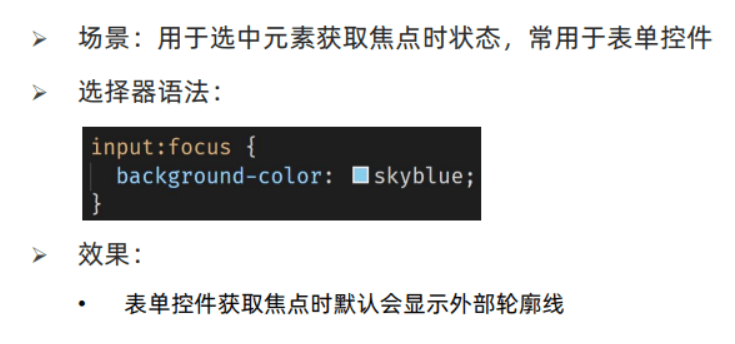 ➢ 场景：用于选中元素获取焦点时状态，常用于表单控件
➢ 选择器语法：
input:focus {
  background-color: skyblue;
}
➢ 效果：
• 表单控件获取焦点时默认会显示外部轮廓线